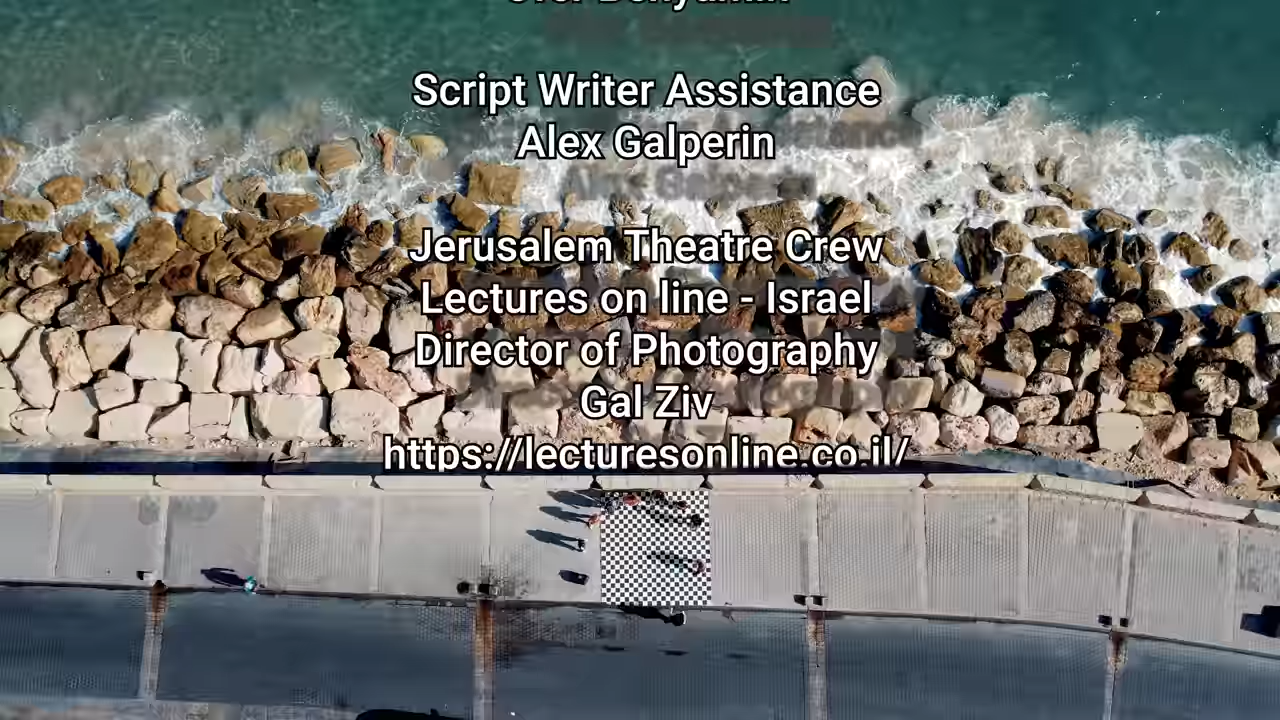 Script Writer Assistance
Alex Galperin
Jerusalem Theatre Crew
Lectures on line - Israel
Director of Photography
Gal Ziv
https://lecturesonline.co.il/